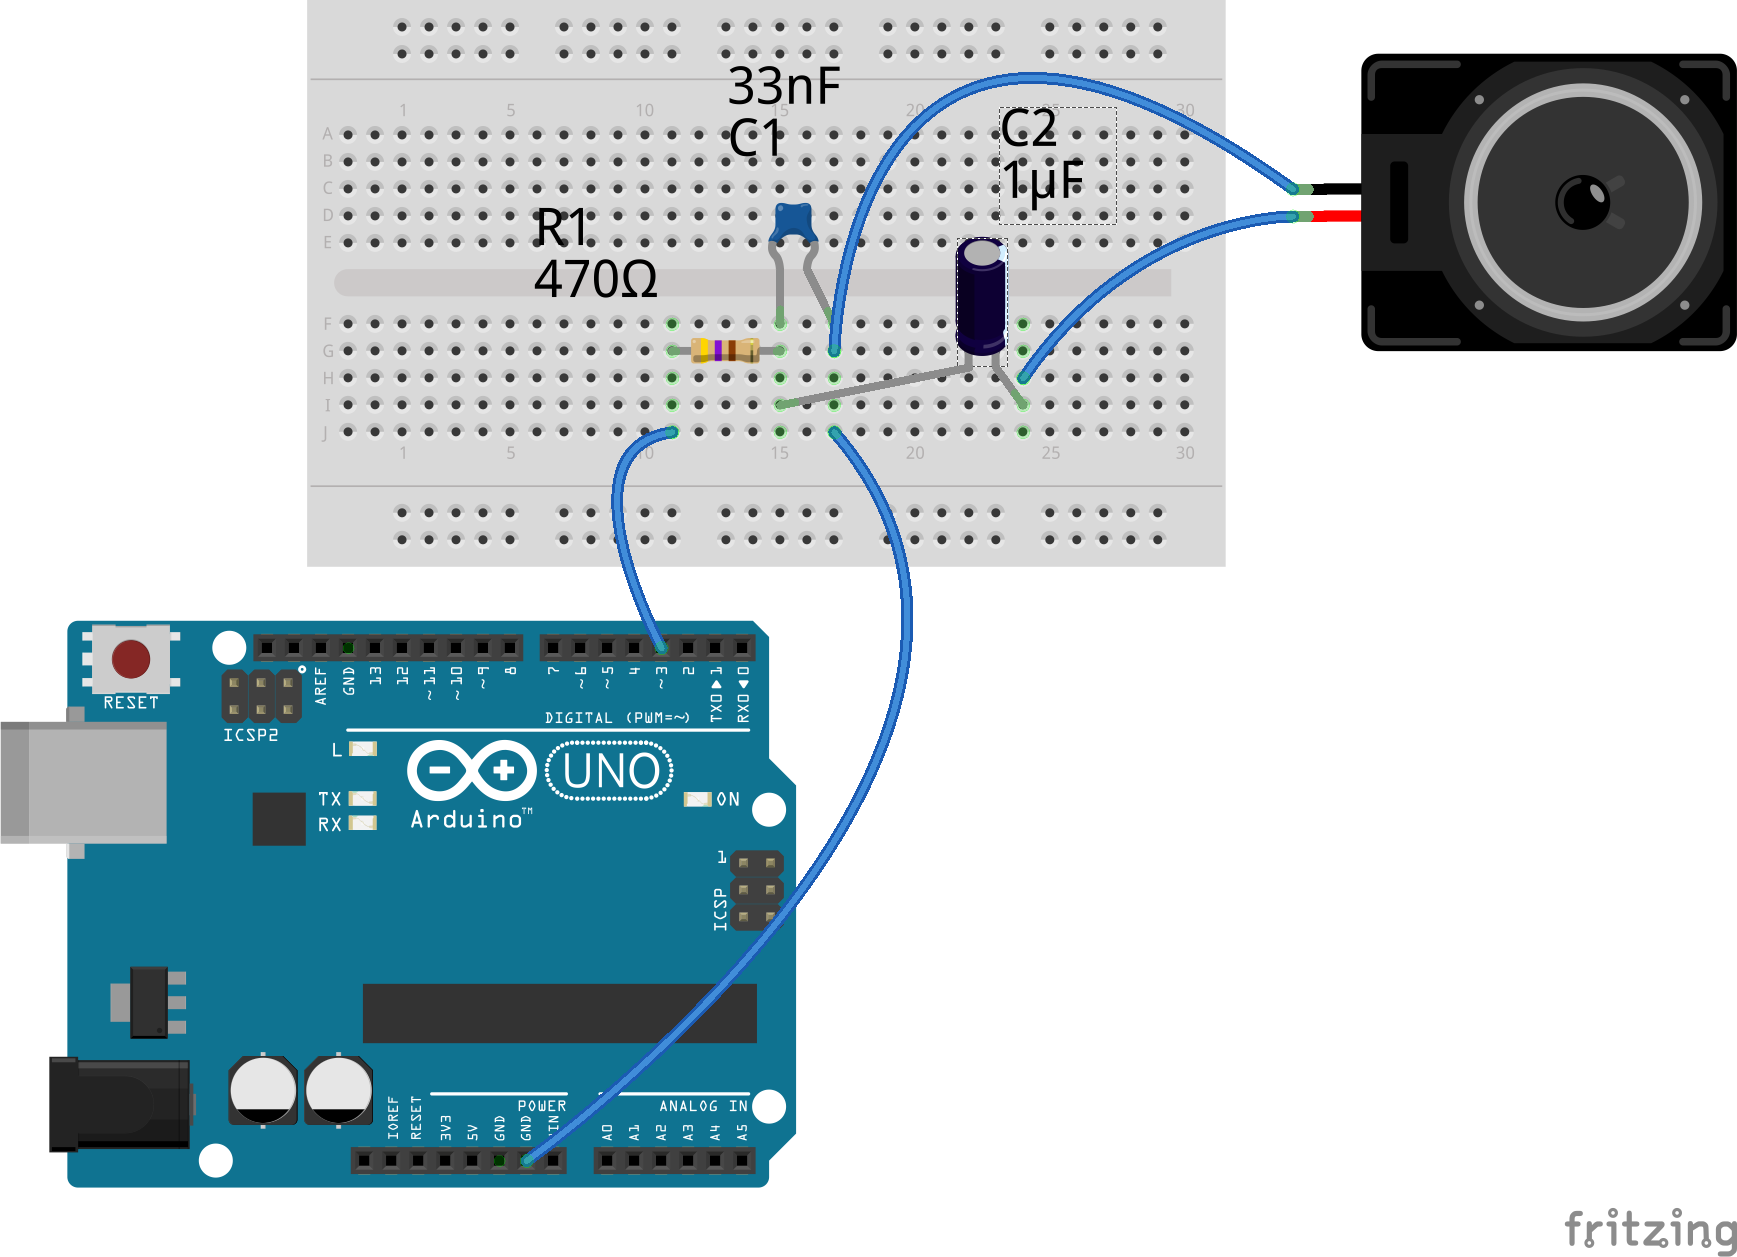 33nF
C1
1 5 10 15 20 25 30
C2
1µF
A
B
C
D
E
R1
470Ω
F
G
H
I
J
1 5 10 15 20 25 30
RESET
ICSP2
AREF
GND
13
12
~11
~10
~9
8
7
~6
~5
4
~3
2
TX0▶1
RX0◀0
DIGITAL (PWM=~)
L
TX
RX
Arduino™
UNO
ON
1
ICSP
IOREF
RESET
3V3
5V
GND
GND
POWER
ANALOG IN
A0
A1
A2
A3
A4
A5
fritzing